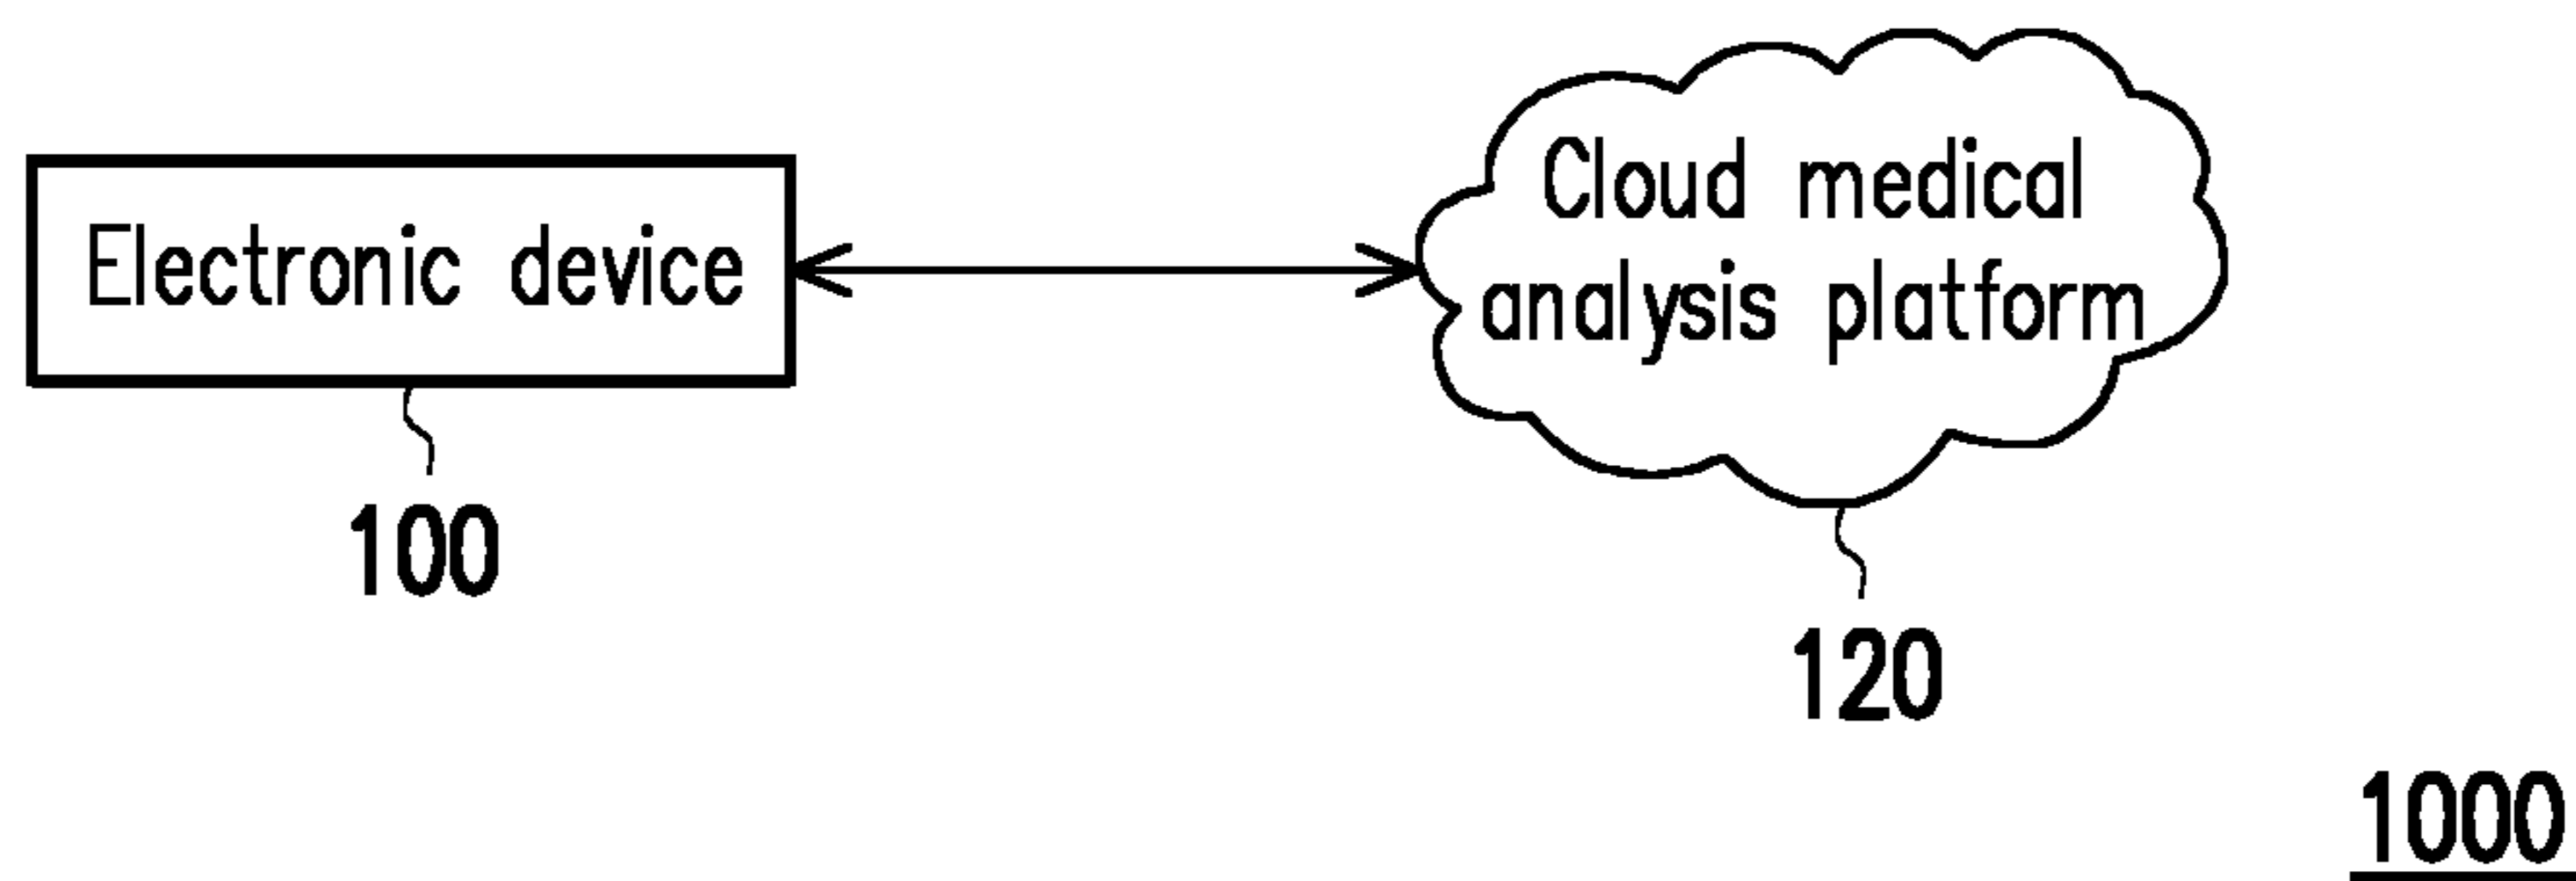 Electronic device
Cloud medical
analysis platform
100
120
1000